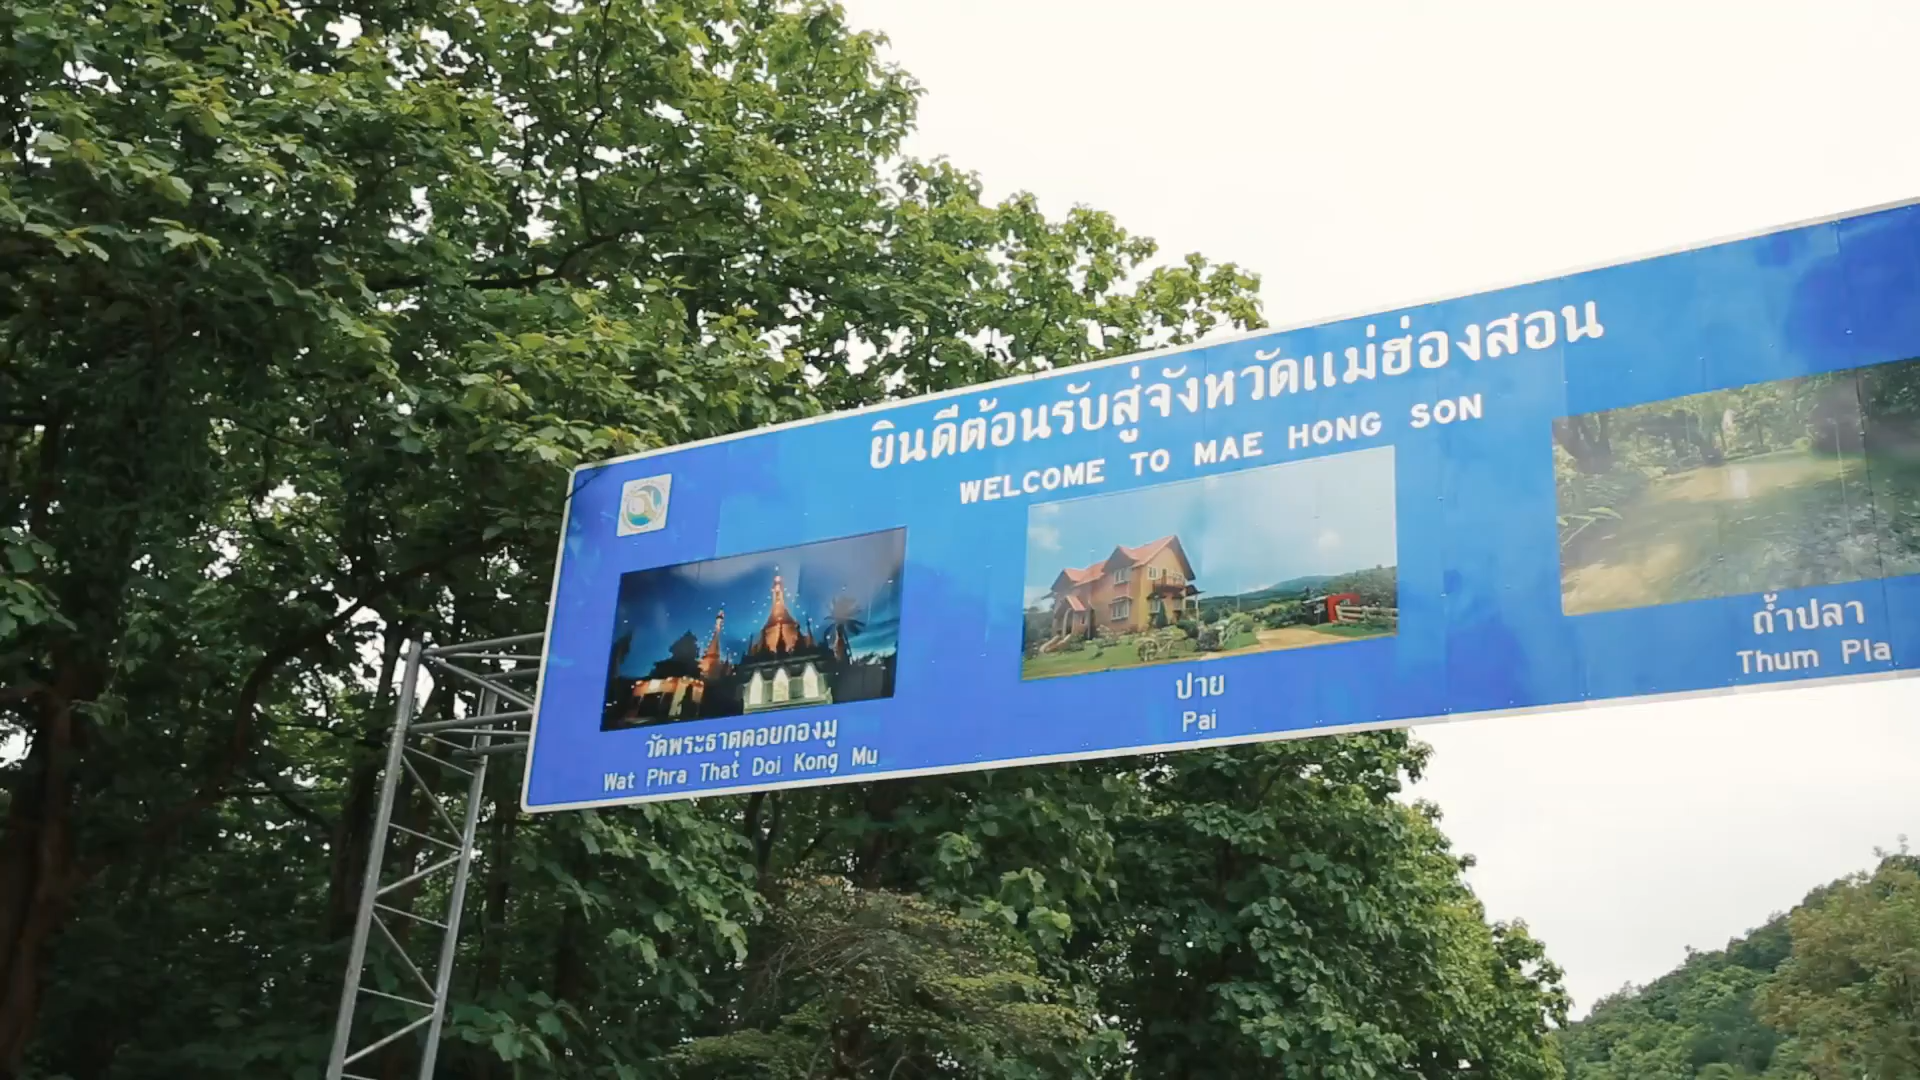 ยินดีต้อนรับสู่จังหวัดแม่ฮ่องสอน
WELCOME TO MAE HONG SON
วัดพระธาตุดอยกองมู
Wat Phra That Doi Kong Mu
ปาย
Pai
ถ้ำปลา
Thum Pla